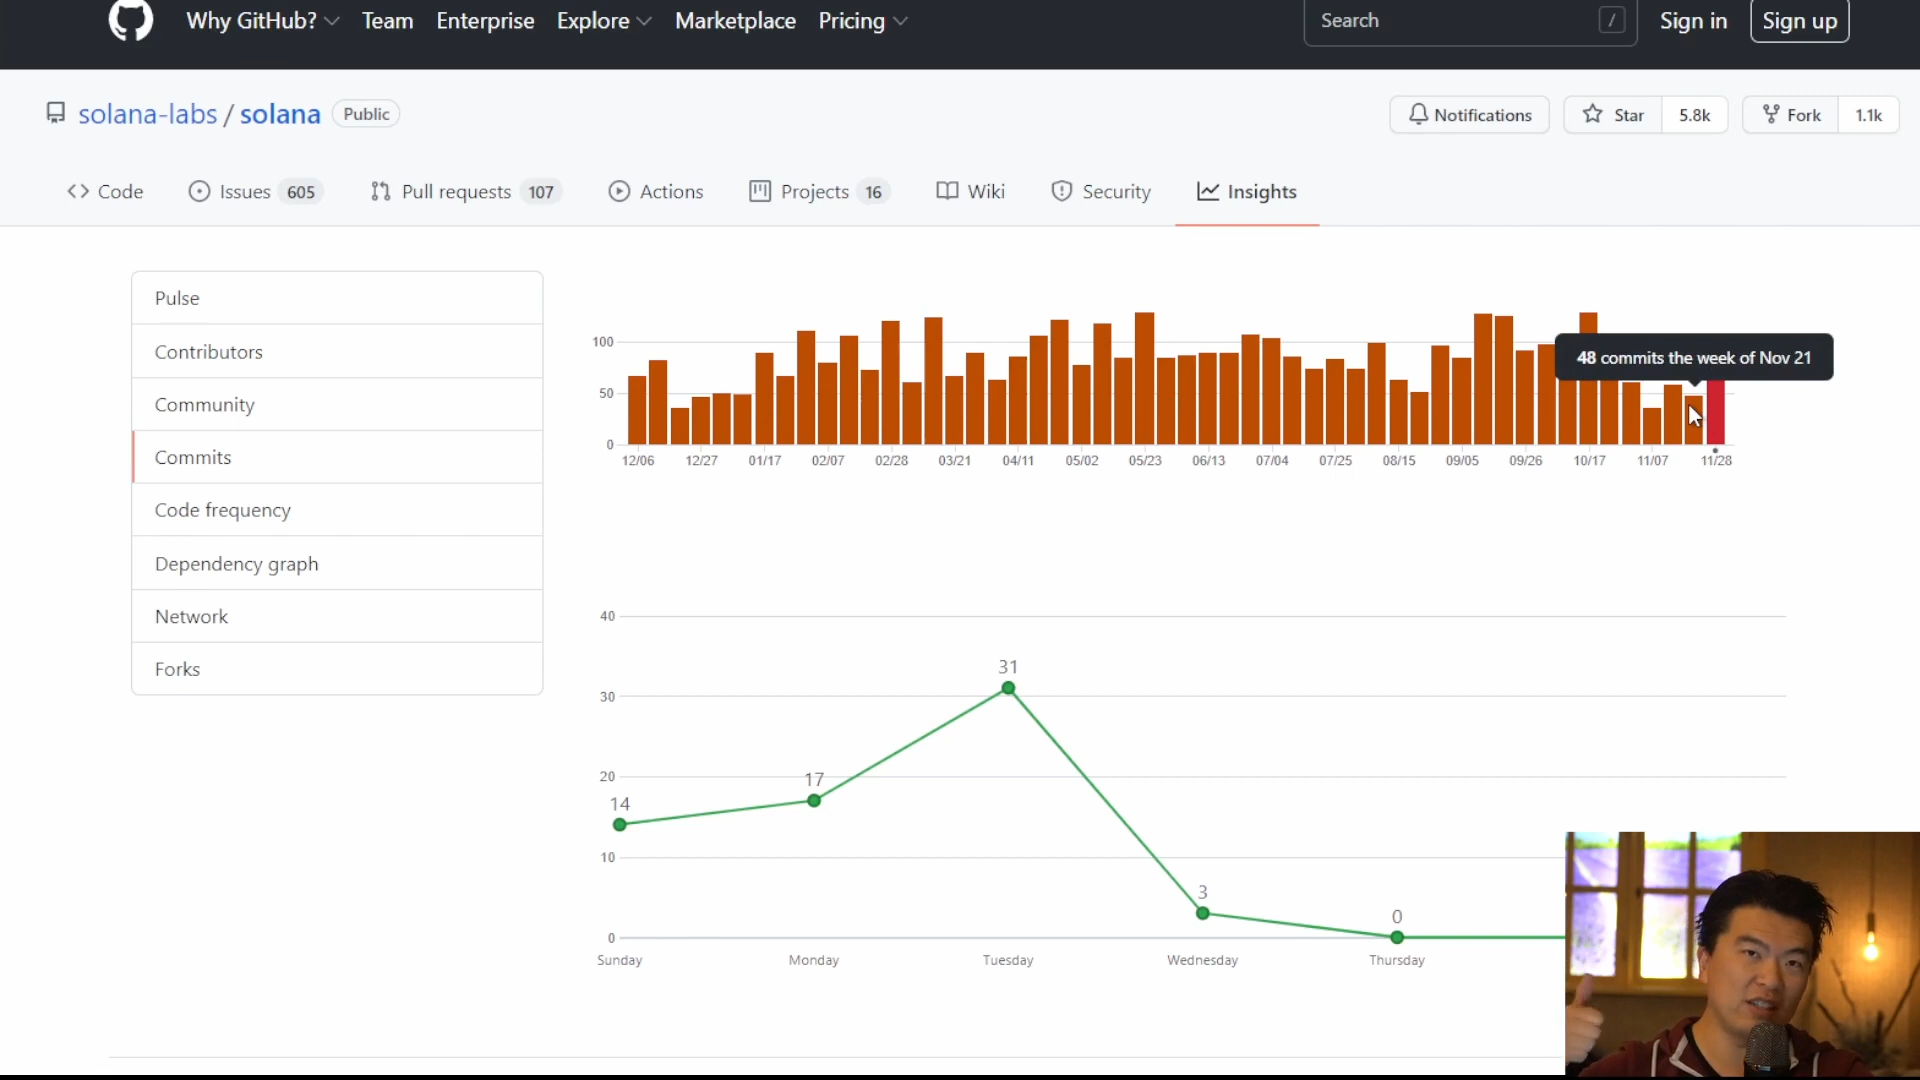 Why GitHub? Team Enterprise Explore Marketplace Pricing Search / Sign in Sign up
solana-labs / solana Public Notifications Star 5.8k Fork 1.1k
Code Issues 605 Pull requests 107 Actions Projects 16 Wiki Security Insights
Pulse
Contributors
Community
Commits
Code frequency
Dependency graph
Network
Forks
48 commits the week of Nov 21
100
50
0
12/06 12/27 01/17 02/07 02/28 03/21 04/11 05/02 05/23 06/13 07/04 07/25 08/15 09/05 09/26 10/17 11/07 11/28
40
31
30
17
20
14
10
3
0
0
Sunday Monday Tuesday Wednesday Thursday